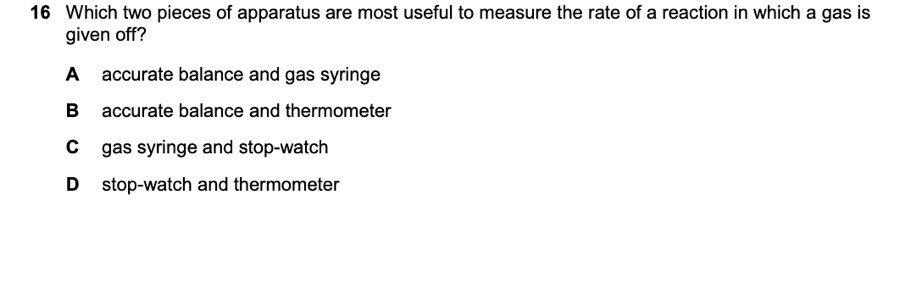 16 Which two pieces of apparatus are most useful to measure the rate of a reaction in which a gas is
given off?
A accurate balance and gas syringe
B accurate balance and thermometer
C gas syringe and stop-watch
D stop-watch and thermometer